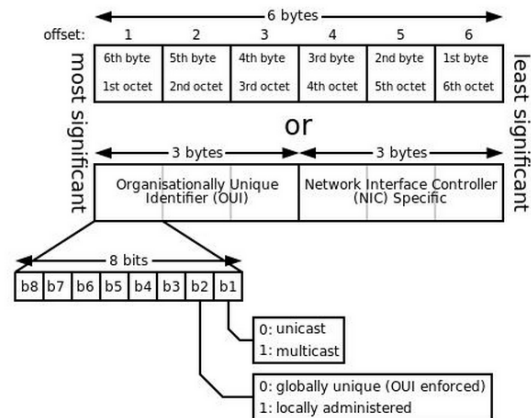 6 bytes
offset: 1 2 3 4 5 6
most significant
6th byte 5th byte 4th byte 3rd byte 2nd byte 1st byte
1st octet 2nd octet 3rd octet 4th octet 5th octet 6th octet
least significant
or
3 bytes 3 bytes
Organisationally Unique
Identifier (OUI)
Network Interface Controller
(NIC) Specific
8 bits
b8 b7 b6 b5 b4 b3 b2 b1
0: unicast
1: multicast
0: globally unique (OUI enforced)
1: locally administered